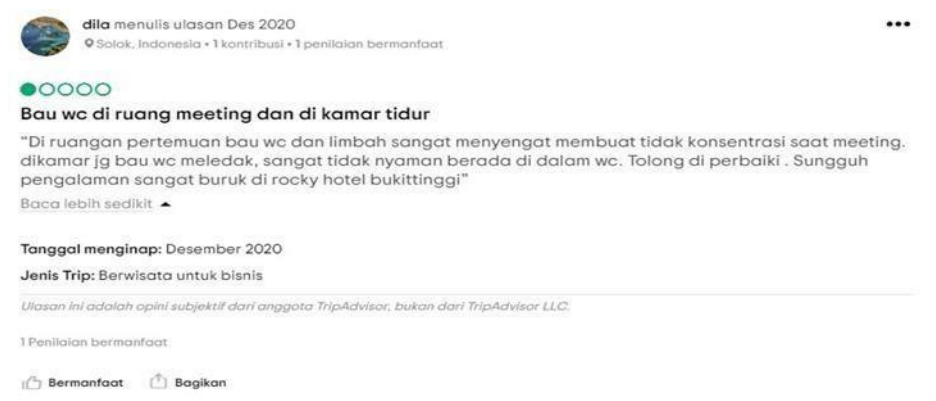 dila menulis ulasan Des 2020
Solok, Indonesia • 1 kontribusi • 1 penilaian bermanfaat
Bau wc di ruang meeting dan di kamar tidur
"Di ruangan pertemuan bau wc dan limbah sangat menyengat membuat tidak konsentrasi saat meeting.
dikamar jg bau wc meledak, sangat tidak nyaman berada di dalam wc. Tolong di perbaiki . Sungguh
pengalaman sangat buruk di rocky hotel bukittinggi"
Baca lebih sedikit
Tanggal menginap: Desember 2020
Jenis Trip: Berwisata untuk bisnis
Ulasan ini adalah opini subjektif dari anggota TripAdvisor, bukan dari TripAdvisor LLC.
1 Penilaian bermanfaat
Bermanfaat Bagikan